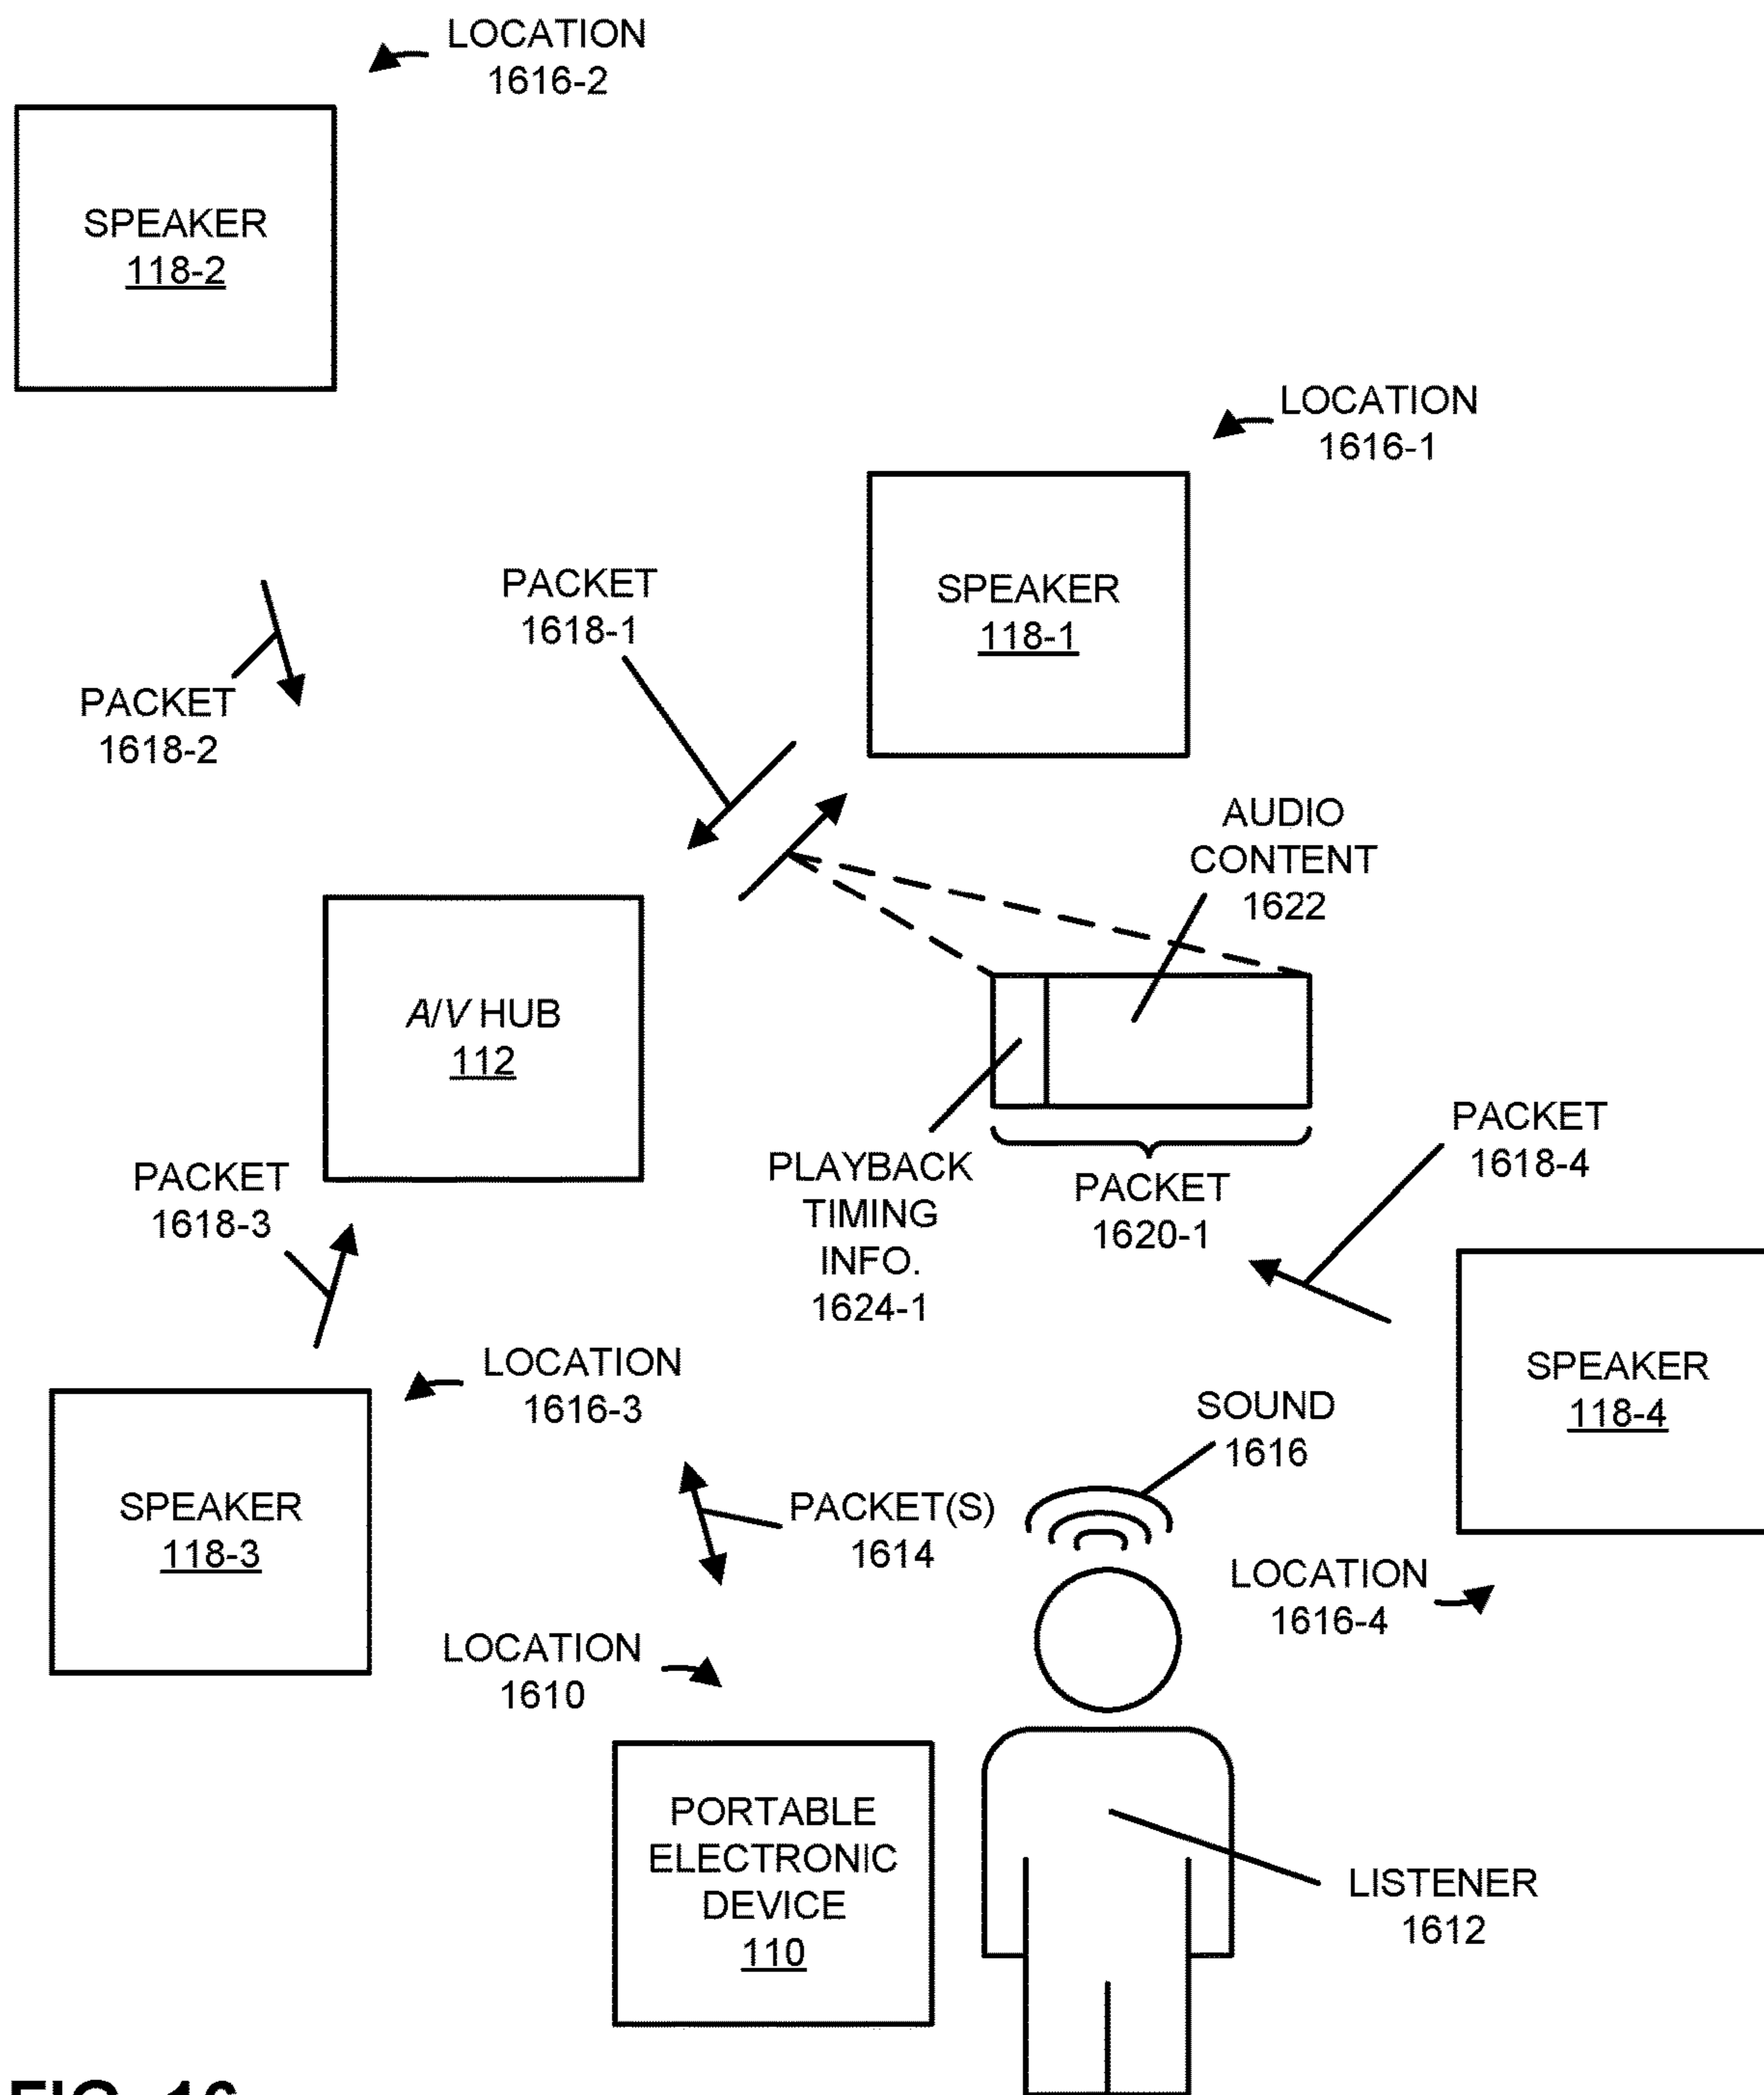 LOCATION
1616-2
SPEAKER
118-2
LOCATION
1616-1
SPEAKER
118-1
PACKET
1618-1
PACKET
1618-2
AUDIO
CONTENT
1622
A/V HUB
112
PLAYBACK
TIMING
INFO.
1624-1
PACKET
1620-1
PACKET
1618-4
PACKET
1618-3
LOCATION
1616-3
SPEAKER
118-4
SOUND
1616
SPEAKER
118-3
PACKET(S)
1614
LOCATION
1616-4
LOCATION
1610
PORTABLE
ELECTRONIC
DEVICE
110
LISTENER
1612
FIG. 16